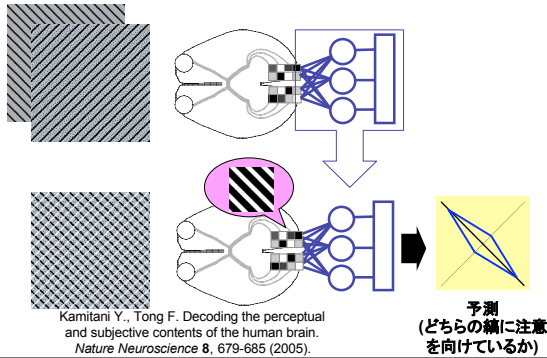 Kamitani Y., Tong F. Decoding the perceptual
and subjective contents of the human brain.
Nature Neuroscience 8, 679-685 (2005).
予測
(どちらの縞に注意
を向けているか)